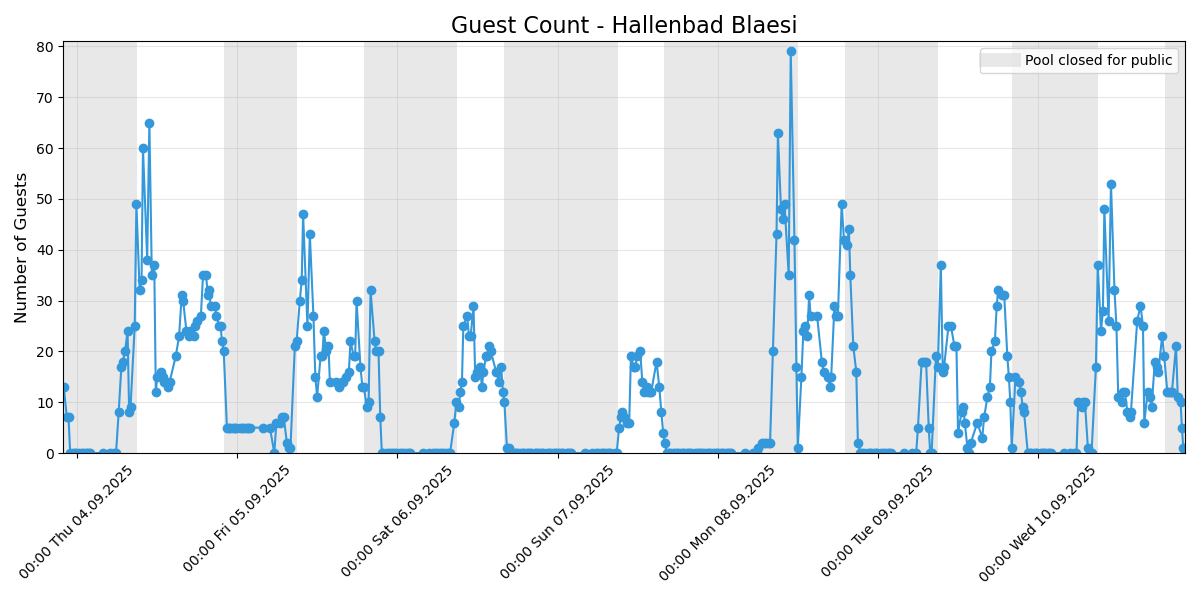 Guest Count - Hallenbad Blaesi
Pool closed for public
Number of Guests
80
70
60
50
40
30
20
10
0
00:00 Thu 04.09.2025
00:00 Fri 05.09.2025
00:00 Sat 06.09.2025
00:00 Sun 07.09.2025
00:00 Mon 08.09.2025
00:00 Tue 09.09.2025
00:00 Wed 10.09.2025